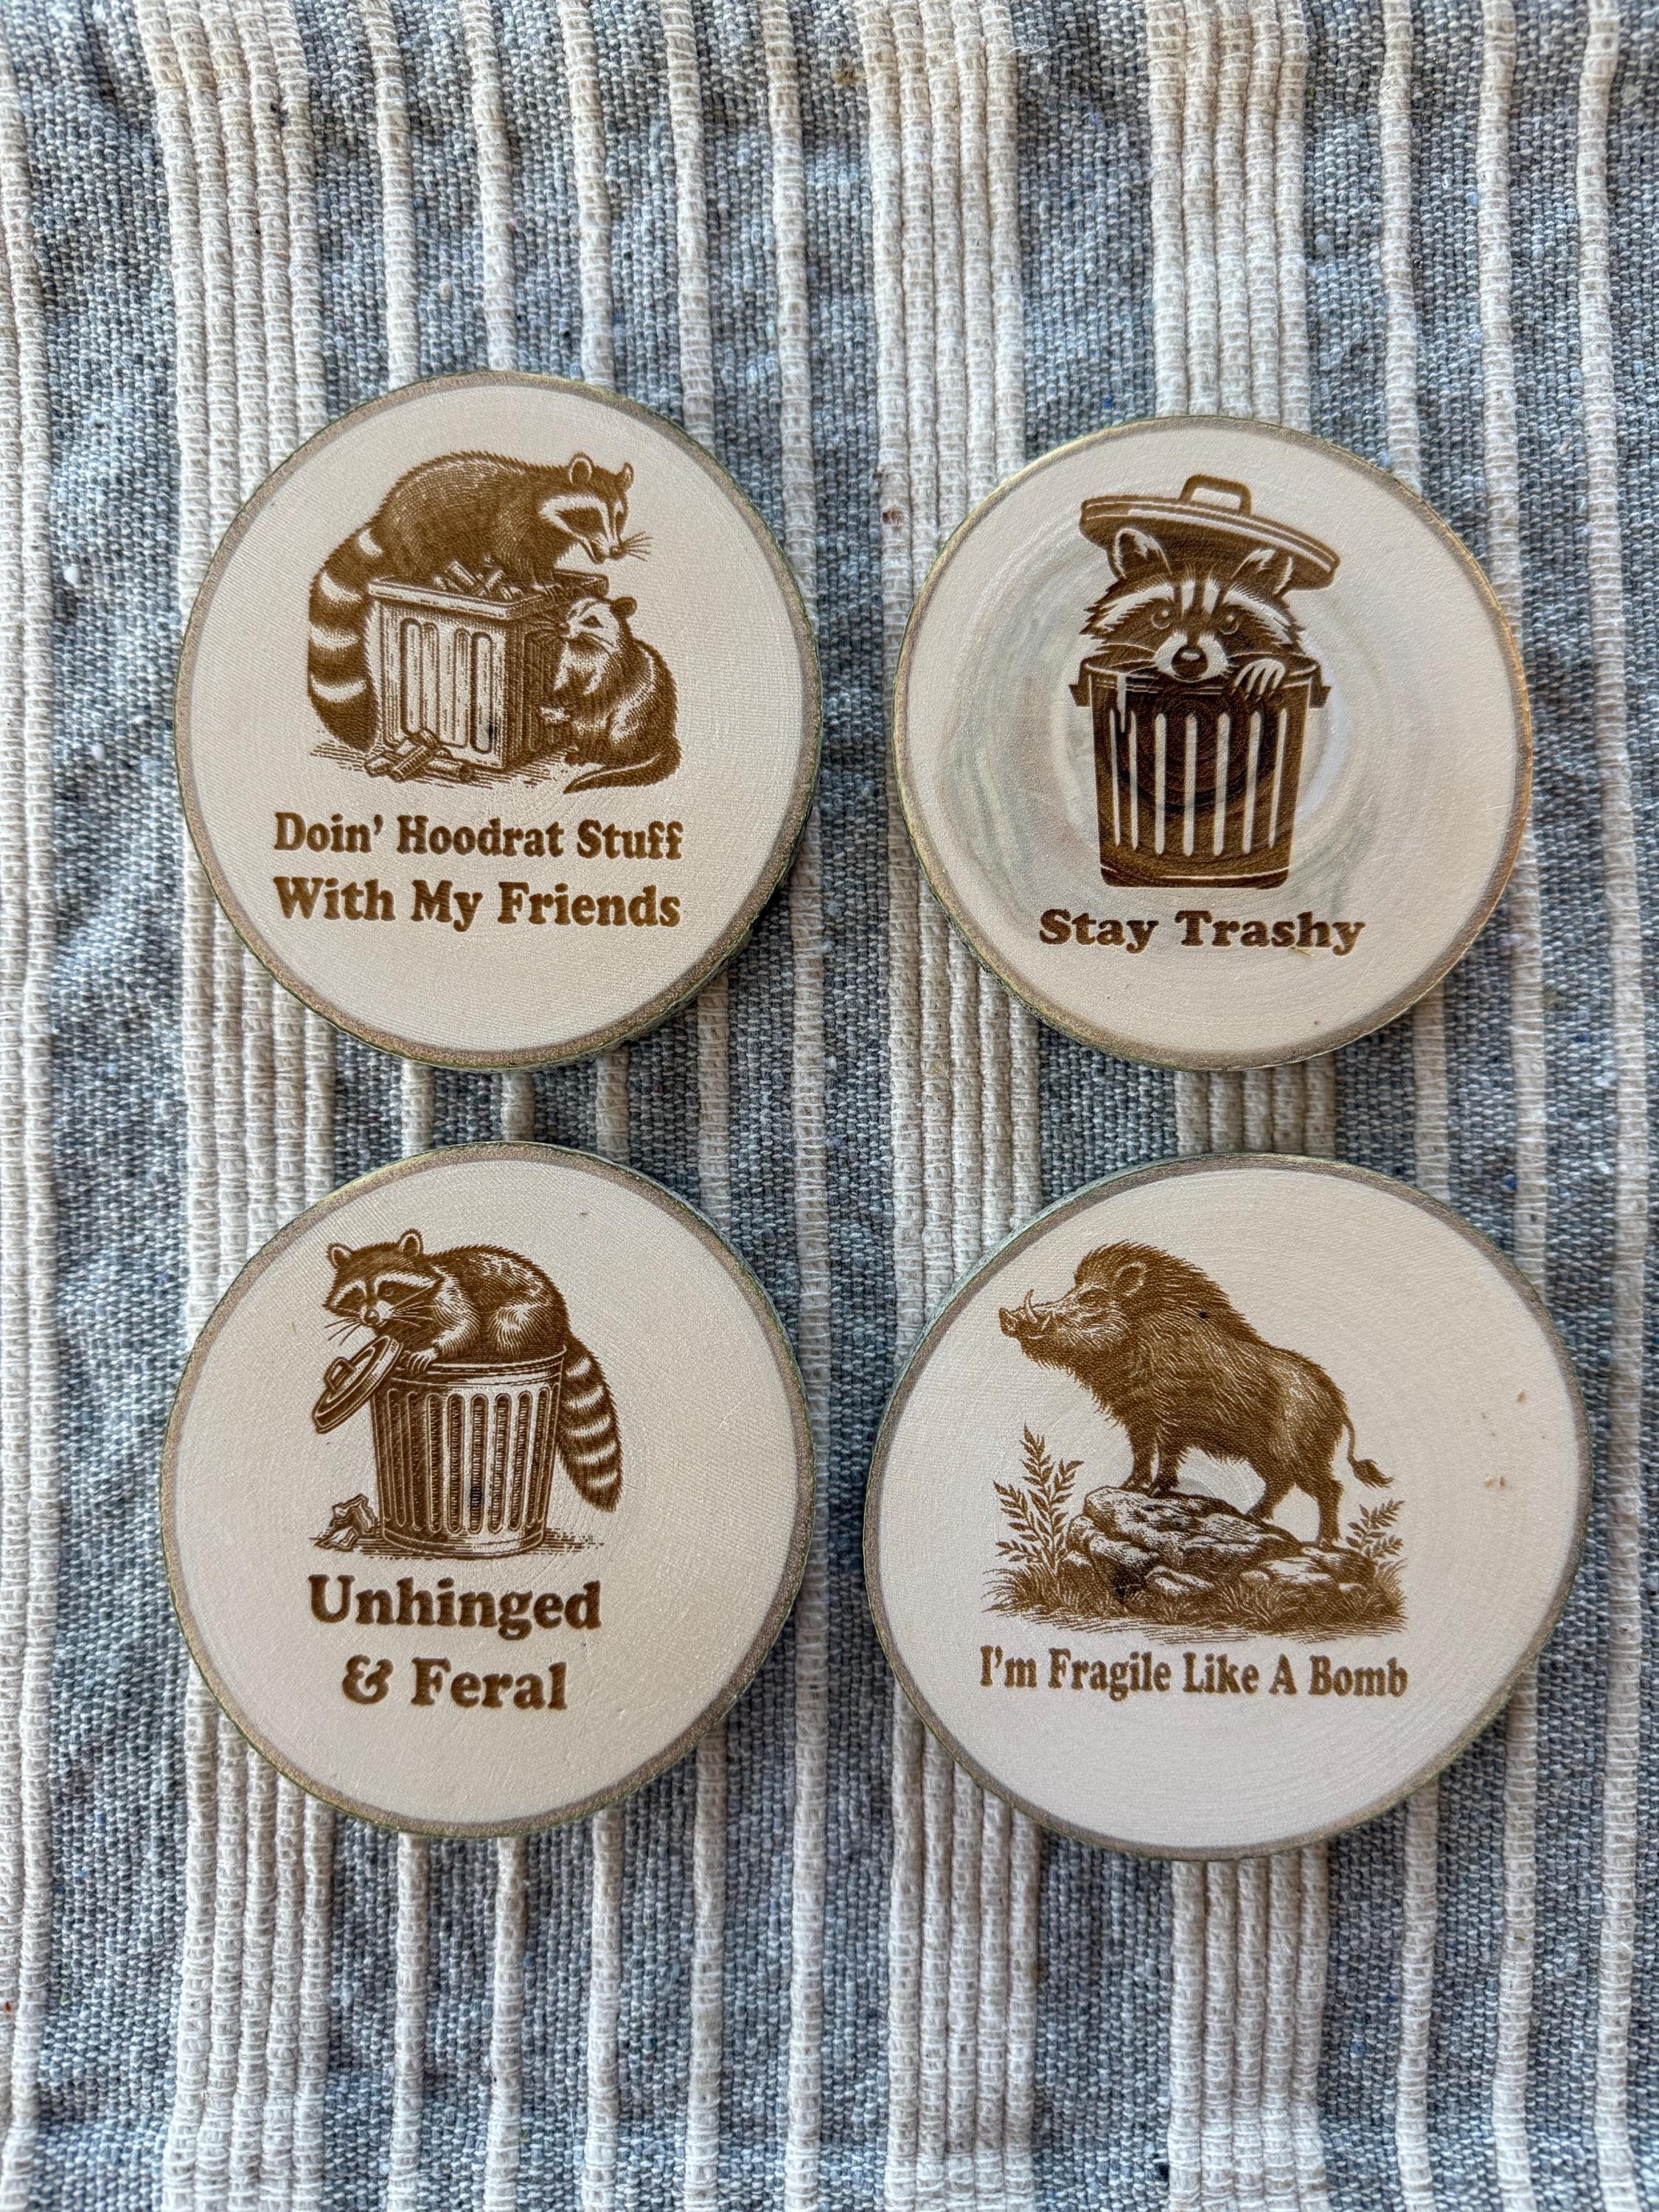 Doin' Hoodrat Stuff
With My Friends
Stay Trashy
Unhinged
& Feral
I'm Fragile Like A Bomb